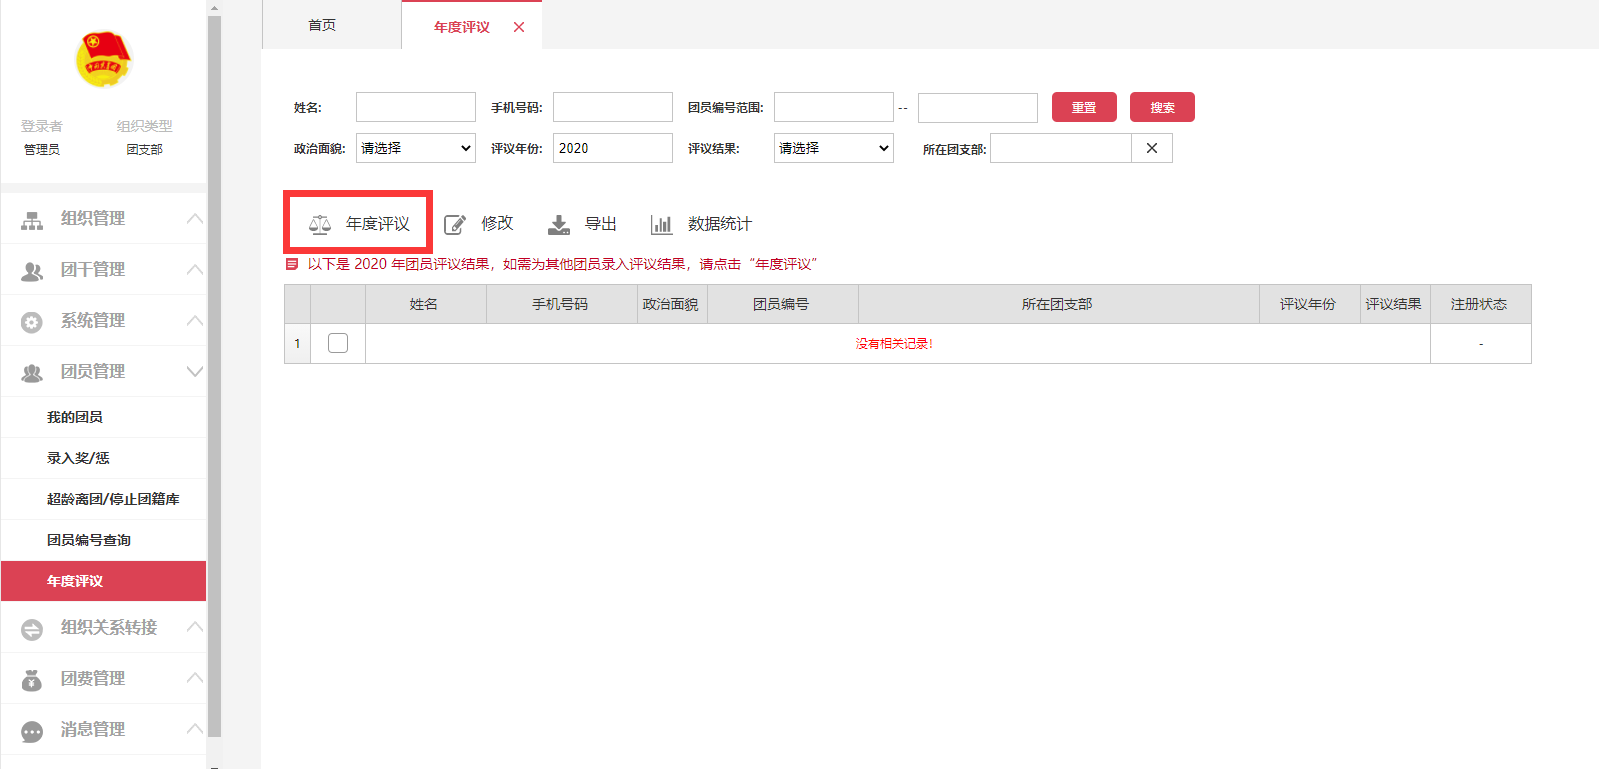 首页
年度评议
登录者 组织类型
管理员 团支部
组织管理
团干管理
系统管理
团员管理
我的团员
录入奖/惩
超龄离团/停止团籍库
团员编号查询
年度评议
组织关系转接
团费管理
消息管理
姓名: 手机号码: 团员编号范围: -- 重置 搜索
政治面貌: 请选择 评议年份: 2020 评议结果: 请选择 所在团支部:
年度评议 修改 导出 数据统计
以下是 2020 年团员评议结果，如需为其他团员录入评议结果，请点击“年度评议”
姓名 手机号码 政治面貌 团员编号 所在团支部 评议年份 评议结果 注册状态
1 没有相关记录! -